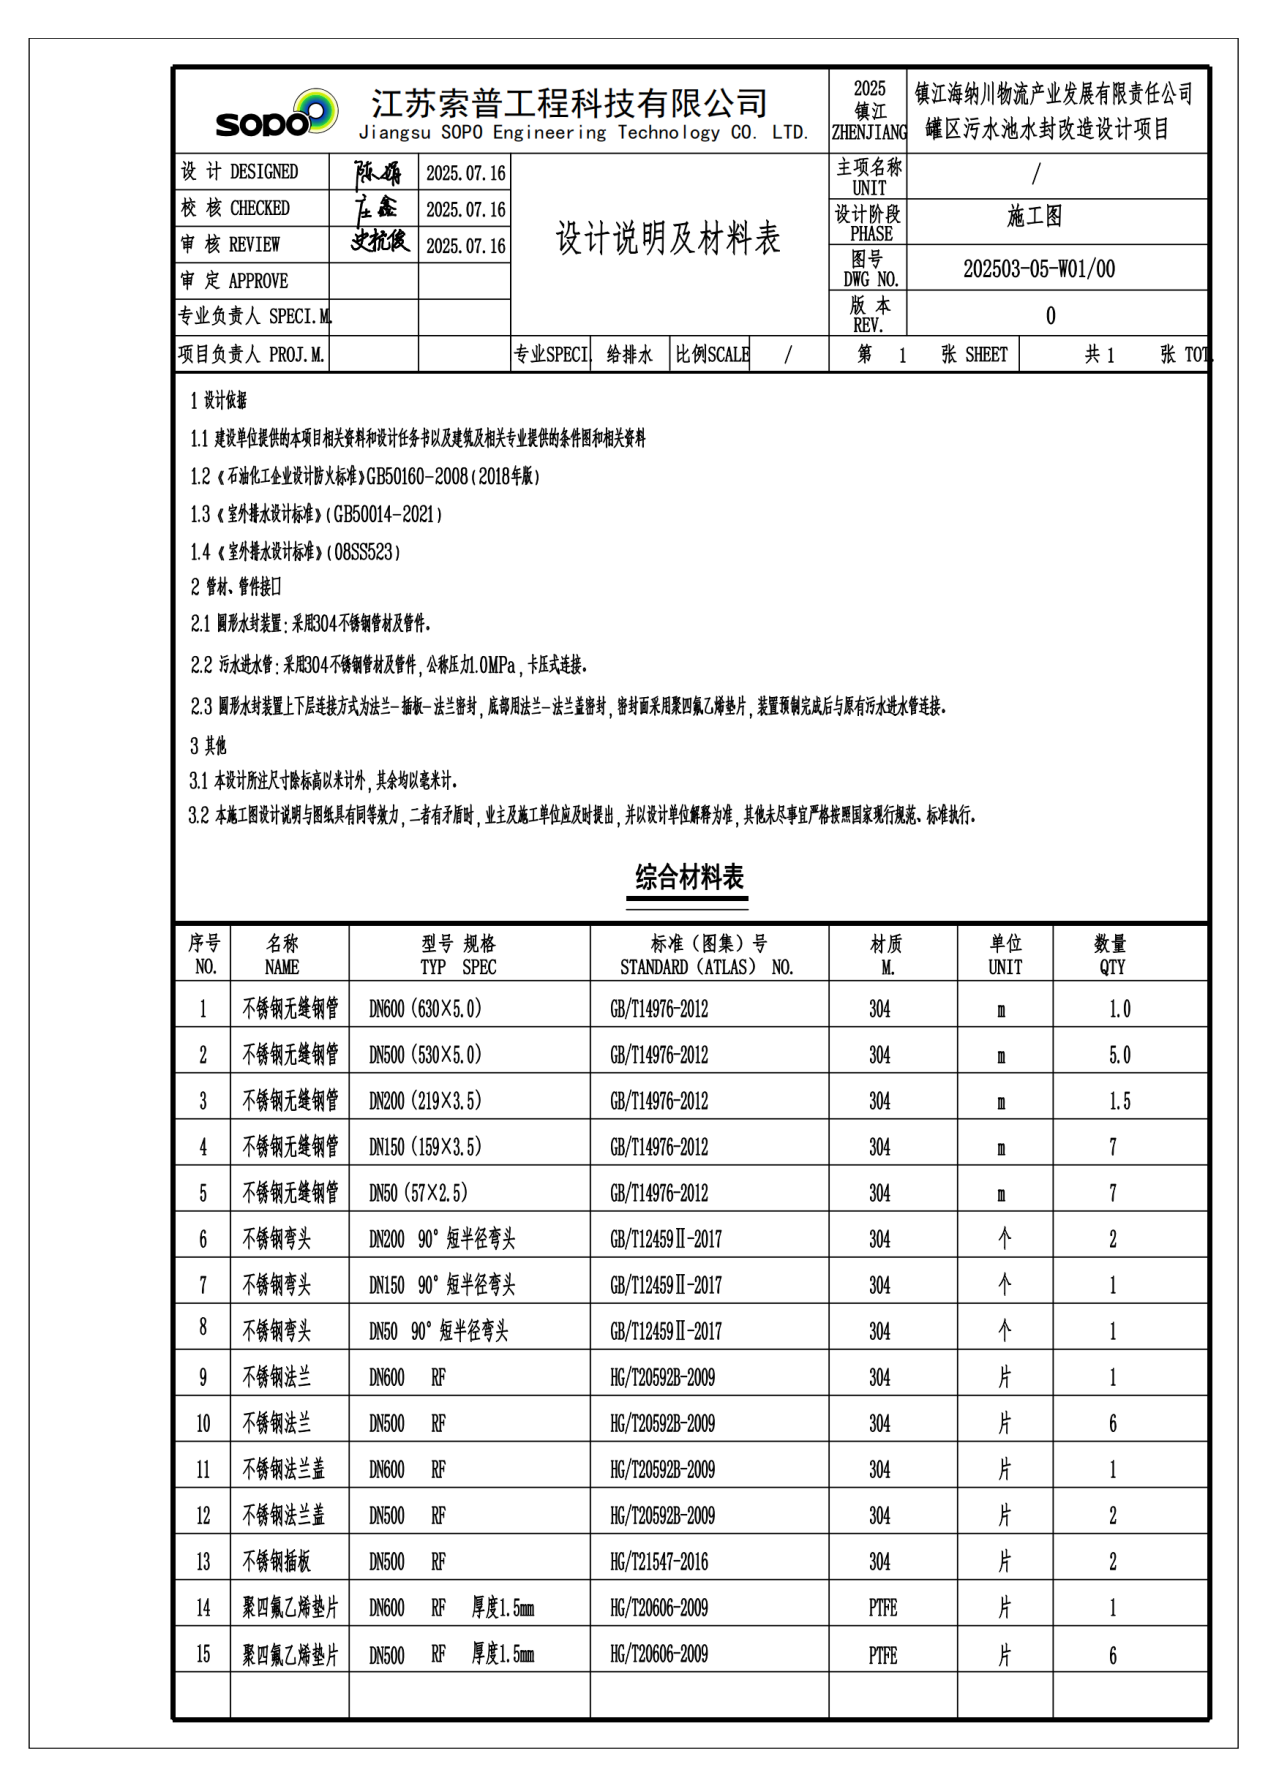 SOPO
江苏索普工程科技有限公司
Jiangsu SOPO Engineering Technology CO. LTD.
2025
镇江
ZHENJIANG
镇江海纳川物流产业发展有限责任公司
罐区污水池水封改造设计项目
设 计 DESIGNED 2025.07.16
校 核 CHECKED 2025.07.16
审 核 REVIEW 史抗俊 2025.07.16
审 定 APPROVE
专业负责人 SPECI.M.
项目负责人 PROJ.M.
设计说明及材料表
主项名称
UNIT
/
设计阶段
PHASE
施工图
图号
DWG NO.
202503-05-W01/00
版 本
REV.
0
专业SPECI. 给排水 比例SCALE / 第 1 张 SHEET 共 1 张 TOT.
1 设计依据
1.1 建设单位提供的本项目相关资料和设计任务书以及建筑及相关专业提供的条件图和相关资料
1.2《石油化工企业设计防火标准》GB50160-2008(2018年版)
1.3《室外排水设计标准》(GB50014-2021)
1.4《室外排水设计标准》(08SS523)
2 管材、管件接口
2.1 圆形水封装置:采用304不锈钢管材及管件。
2.2 污水进水管:采用304不锈钢管材及管件,公称压力1.0MPa,卡压式连接。
2.3 圆形水封装置上下层连接方式为法兰-插板-法兰密封,底部用法兰-法兰盖密封,密封面采用聚四氟乙烯垫片,装置预制完成后与原有污水进水管连接。
3 其他
3.1 本设计所注尺寸除标高以米计外,其余均以毫米计。
3.2 本施工图设计说明与图纸具有同等效力,二者有矛盾时,业主及施工单位应及时提出,并以设计单位解释为准,其他未尽事宜严格按照国家现行规范、标准执行。
综合材料表
序号 名称 型号 规格 标准(图集)号 材质 单位 数量
NO. NAME TYP SPEC STANDARD(ATLAS) NO. M. UNIT QTY
1 不锈钢无缝钢管 DN600(630×5.0) GB/T14976-2012 304 m 1.0
2 不锈钢无缝钢管 DN500(530×5.0) GB/T14976-2012 304 m 5.0
3 不锈钢无缝钢管 DN200(219×3.5) GB/T14976-2012 304 m 1.5
4 不锈钢无缝钢管 DN150(159×3.5) GB/T14976-2012 304 m 7
5 不锈钢无缝钢管 DN50(57×2.5) GB/T14976-2012 304 m 7
6 不锈钢弯头 DN200 90°短半径弯头 GB/T12459Ⅱ-2017 304 个 2
7 不锈钢弯头 DN150 90°短半径弯头 GB/T12459Ⅱ-2017 304 个 1
8 不锈钢弯头 DN50 90°短半径弯头 GB/T12459Ⅱ-2017 304 个 1
9 不锈钢法兰 DN600 RF HG/T20592B-2009 304 片 1
10 不锈钢法兰 DN500 RF HG/T20592B-2009 304 片 6
11 不锈钢法兰盖 DN600 RF HG/T20592B-2009 304 片 1
12 不锈钢法兰盖 DN500 RF HG/T20592B-2009 304 片 2
13 不锈钢插板 DN500 RF HG/T21547-2016 304 片 2
14 聚四氟乙烯垫片 DN600 RF 厚度1.5mm HG/T20606-2009 PTFE 片 1
15 聚四氟乙烯垫片 DN500 RF 厚度1.5mm HG/T20606-2009 PTFE 片 6